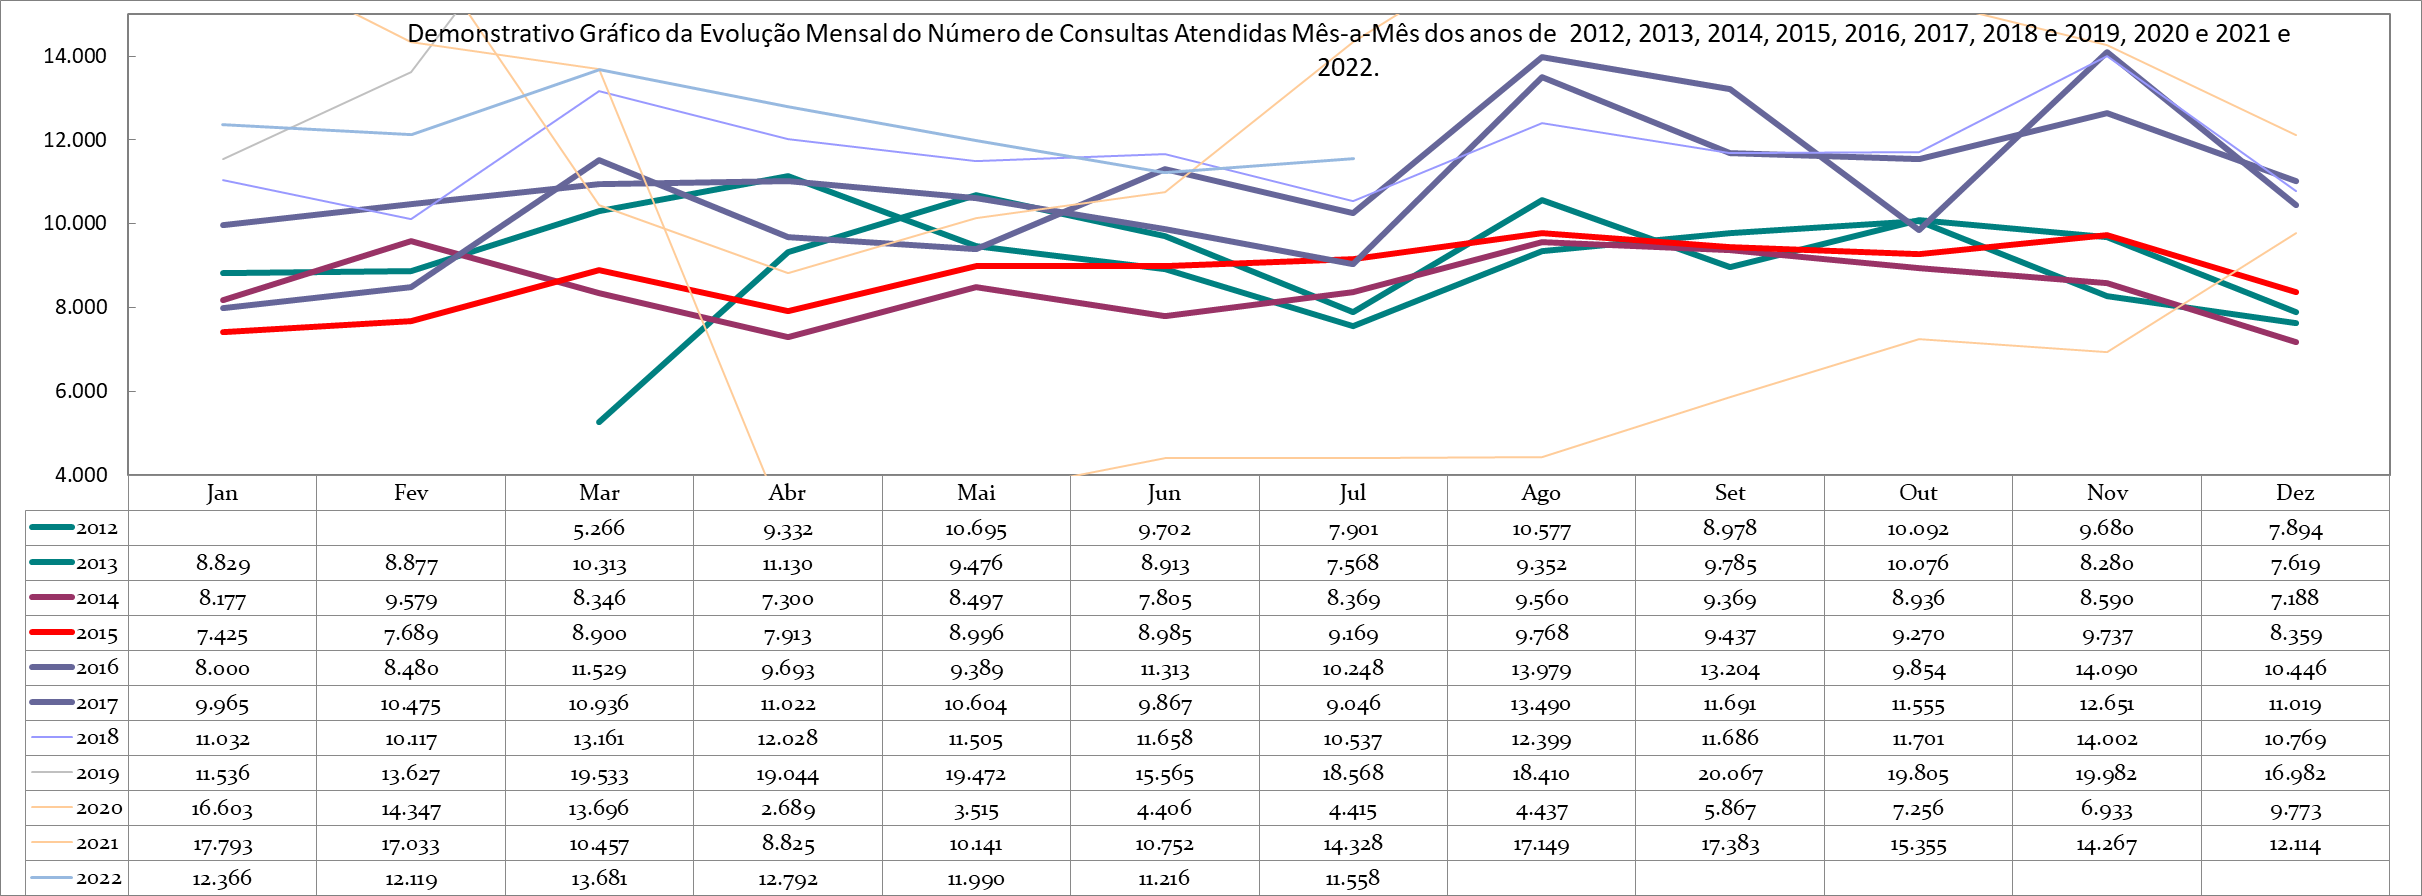 Demonstrativo Gráfico da Evolução Mensal do Número de Consultas Atendidas Mês-a-Mês dos anos de 2012, 2013, 2014, 2015, 2016, 2017, 2018 e 2019, 2020 e 2021 e
2022.
14.000
12.000
10.000
8.000
6.000
4.000
Jan Fev Mar Abr Mai Jun Jul Ago Set Out Nov Dez
2012 5.266 9.332 10.695 9.702 7.901 10.577 8.978 10.092 9.680 7.894
2013 8.829 8.877 10.313 11.130 9.476 8.913 7.568 9.352 9.785 10.076 8.280 7.619
2014 8.177 9.579 8.346 7.300 8.497 7.805 8.369 9.560 9.369 8.936 8.590 7.188
2015 7.425 7.689 8.900 7.913 8.996 8.985 9.169 9.768 9.437 9.270 9.737 8.359
2016 8.000 8.480 11.529 9.693 9.389 11.313 10.248 13.979 13.204 9.854 14.090 10.446
2017 9.965 10.475 10.936 11.022 10.604 9.867 9.046 13.490 11.691 11.555 12.651 11.019
2018 11.032 10.117 13.161 12.028 11.505 11.658 10.537 12.399 11.686 11.701 14.002 10.769
2019 11.536 13.627 19.533 19.044 19.472 15.565 18.568 18.410 20.067 19.805 19.982 16.982
2020 16.603 14.347 13.696 2.689 3.515 4.406 4.415 4.437 5.867 7.256 6.933 9.773
2021 17.793 17.033 10.457 8.825 10.141 10.752 14.328 17.149 17.383 15.355 14.267 12.114
2022 12.366 12.119 13.681 12.792 11.990 11.216 11.558